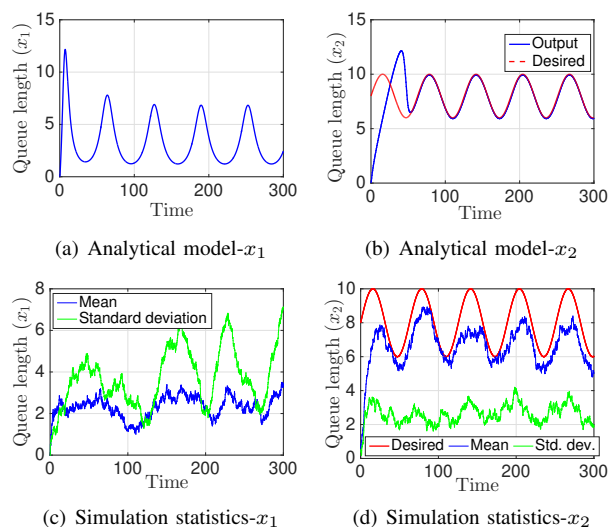 Queue length (x₁)
15
10
5
0
0 100 200 300
Time
(a) Analytical model-x₁
Queue length (x₂)
15
10
5
0
0 100 200 300
Time
Output
Desired
(b) Analytical model-x₂
Queue length (x₁)
8
6
4
2
0
0 100 200 300
Time
Mean
Standard deviation
(c) Simulation statistics-x₁
Queue length (x₂)
10
8
6
4
2
0
0 100 200 300
Time
Desired Mean Std. dev.
(d) Simulation statistics-x₂